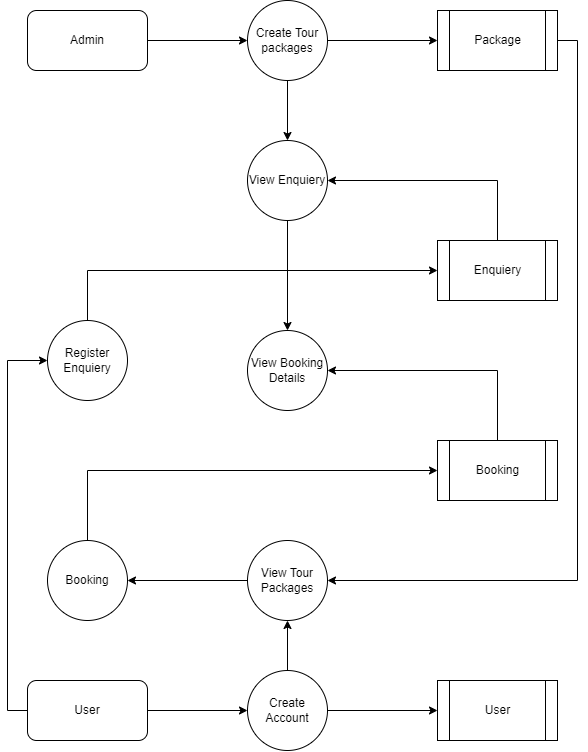 Admin
Create Tour
packages
Package
View Enquiery
Enquiery
Register
Enquiery
View Booking
Details
Booking
Booking
View Tour
Packages
User
Create
Account
User